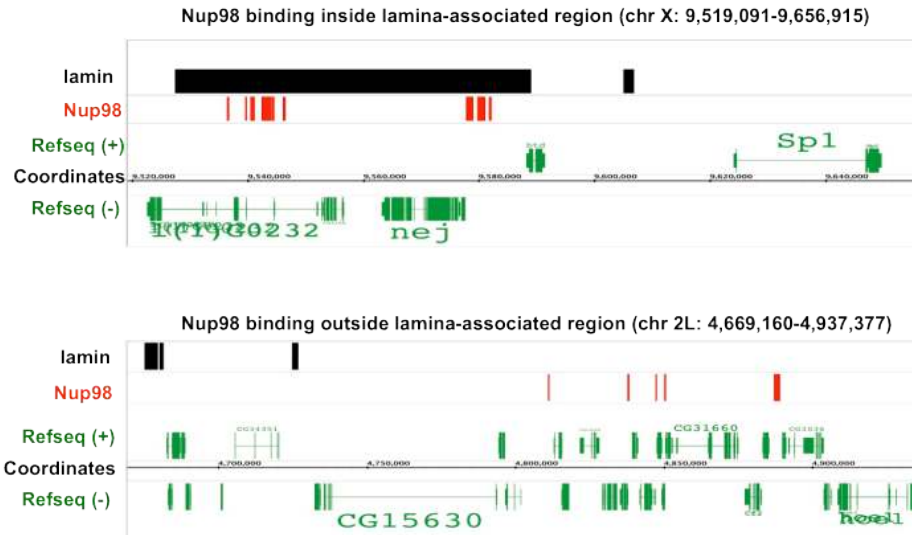 Nup98 binding inside lamina-associated region (chr X: 9,519,091-9,656,915)
lamin
Nup98
Refseq (+)
Sp1
Coordinates
9,520,000 9,540,000 9,560,000 9,580,000 9,600,000 9,620,000 9,640,000
Refseq (-)
l(1)G0232 nej
Nup98 binding outside lamina-associated region (chr 2L: 4,669,160-4,937,377)
lamin
Nup98
Refseq (+)
CG31660
Coordinates
4,700,000 4,750,000 4,800,000 4,850,000 4,900,000
Refseq (-)
CG15630